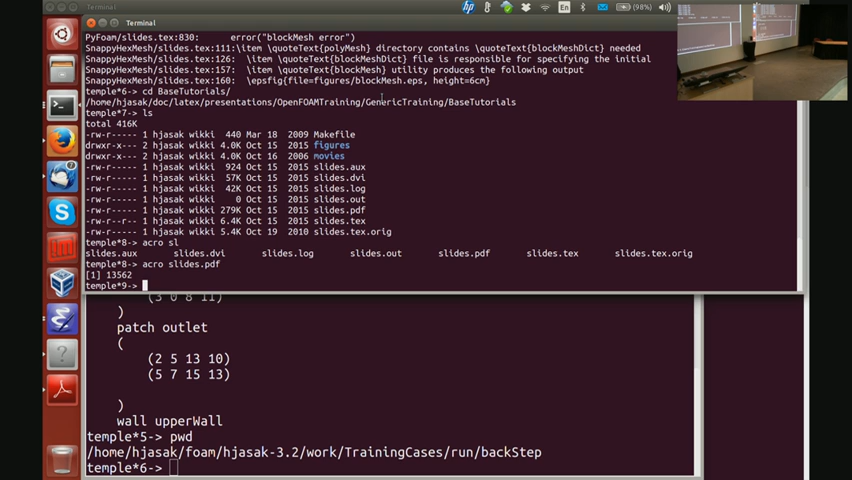 Terminal
En
(98%)
Terminal
PyFoam/slides.tex:830: error("blockMesh error")
SnappyHexMesh/slides.tex:111:\item \quoteText{polyMesh} directory contains \quoteText{blockMeshDict} needed
SnappyHexMesh/slides.tex:126: \item \quoteText{blockMeshDict} file is responsible for specifying the initial
SnappyHexMesh/slides.tex:157: \item \quoteText{blockMesh} utility produces the following output
SnappyHexMesh/slides.tex:160: \epsfig{file=figures/blockMesh.eps, height=6cm}
temple*6-> cd BaseTutorials/
/home/hjasak/doc/latex/presentations/OpenFOAMTraining/GenericTraining/BaseTutorials
temple*7-> ls
total 416K
-rw-r----- 1 hjasak wikki 440 Mar 18 2009 Makefile
drwxr-x--- 2 hjasak wikki 4.0K Oct 15 2015 figures
drwxr-x--- 2 hjasak wikki 4.0K Oct 16 2006 movies
-rw-r----- 1 hjasak wikki 924 Oct 15 2015 slides.aux
-rw-r----- 1 hjasak wikki 57K Oct 15 2015 slides.dvi
-rw-r----- 1 hjasak wikki 42K Oct 15 2015 slides.log
-rw-r----- 1 hjasak wikki 0 Oct 15 2015 slides.out
-rw-r----- 1 hjasak wikki 279K Oct 15 2015 slides.pdf
-rw-r--r-- 1 hjasak wikki 6.4K Oct 15 2015 slides.tex
-rw-r----- 1 hjasak wikki 5.4K Oct 19 2010 slides.tex.orig
temple*8-> acro sl
slides.aux slides.dvi slides.log slides.out slides.pdf slides.tex slides.tex.orig
temple*8-> acro slides.pdf
[1] 13562
temple*9->
(3 0 8 11)
)
patch outlet
(
(2 5 13 10)
(5 7 15 13)
)
wall upperWall
temple*5-> pwd
/home/hjasak/foam/hjasak-3.2/work/TrainingCases/run/backStep
temple*6->